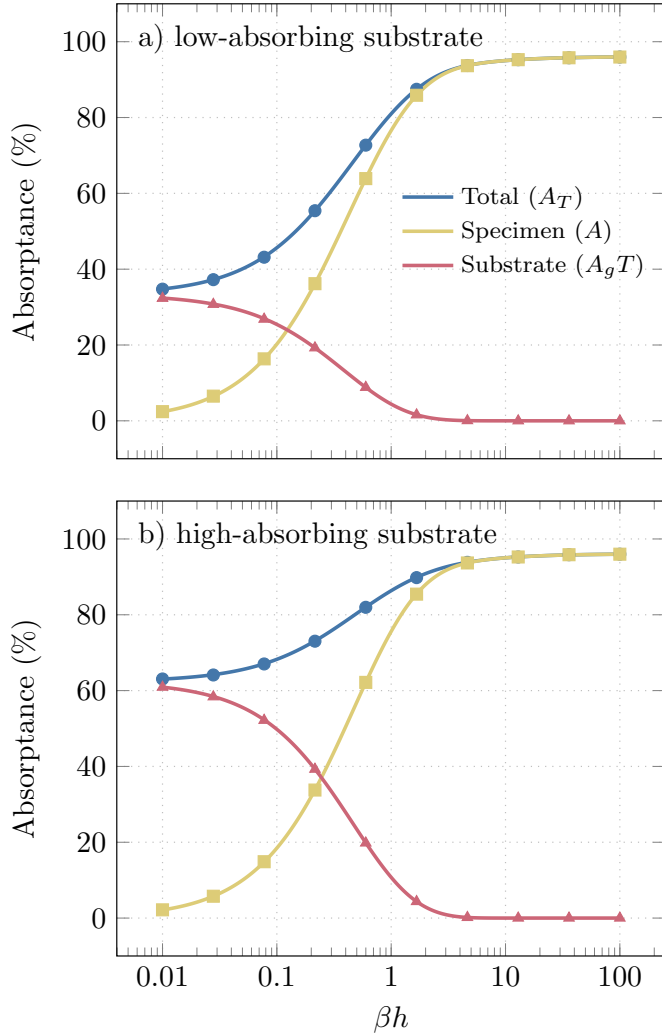 a) low-absorbing substrate
100
80
60
40
20
0
Absorptance (%)
Total (A_T)
Specimen (A)
Substrate (A_gT)
b) high-absorbing substrate
100
80
60
40
20
0
Absorptance (%)
0.01 0.1 1 10 100
βh